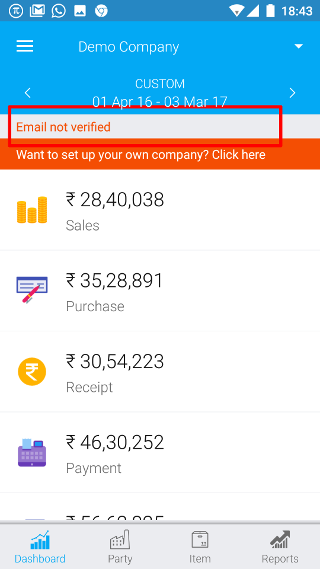 18:43
Demo Company
CUSTOM
01 Apr 16 - 03 Mar 17
Email not verified
Want to set up your own company? Click here
₹ 28,40,038
Sales
₹ 35,28,891
Purchase
₹ 30,54,223
Receipt
₹ 46,30,252
Payment
Dashboard
Party
Item
Reports